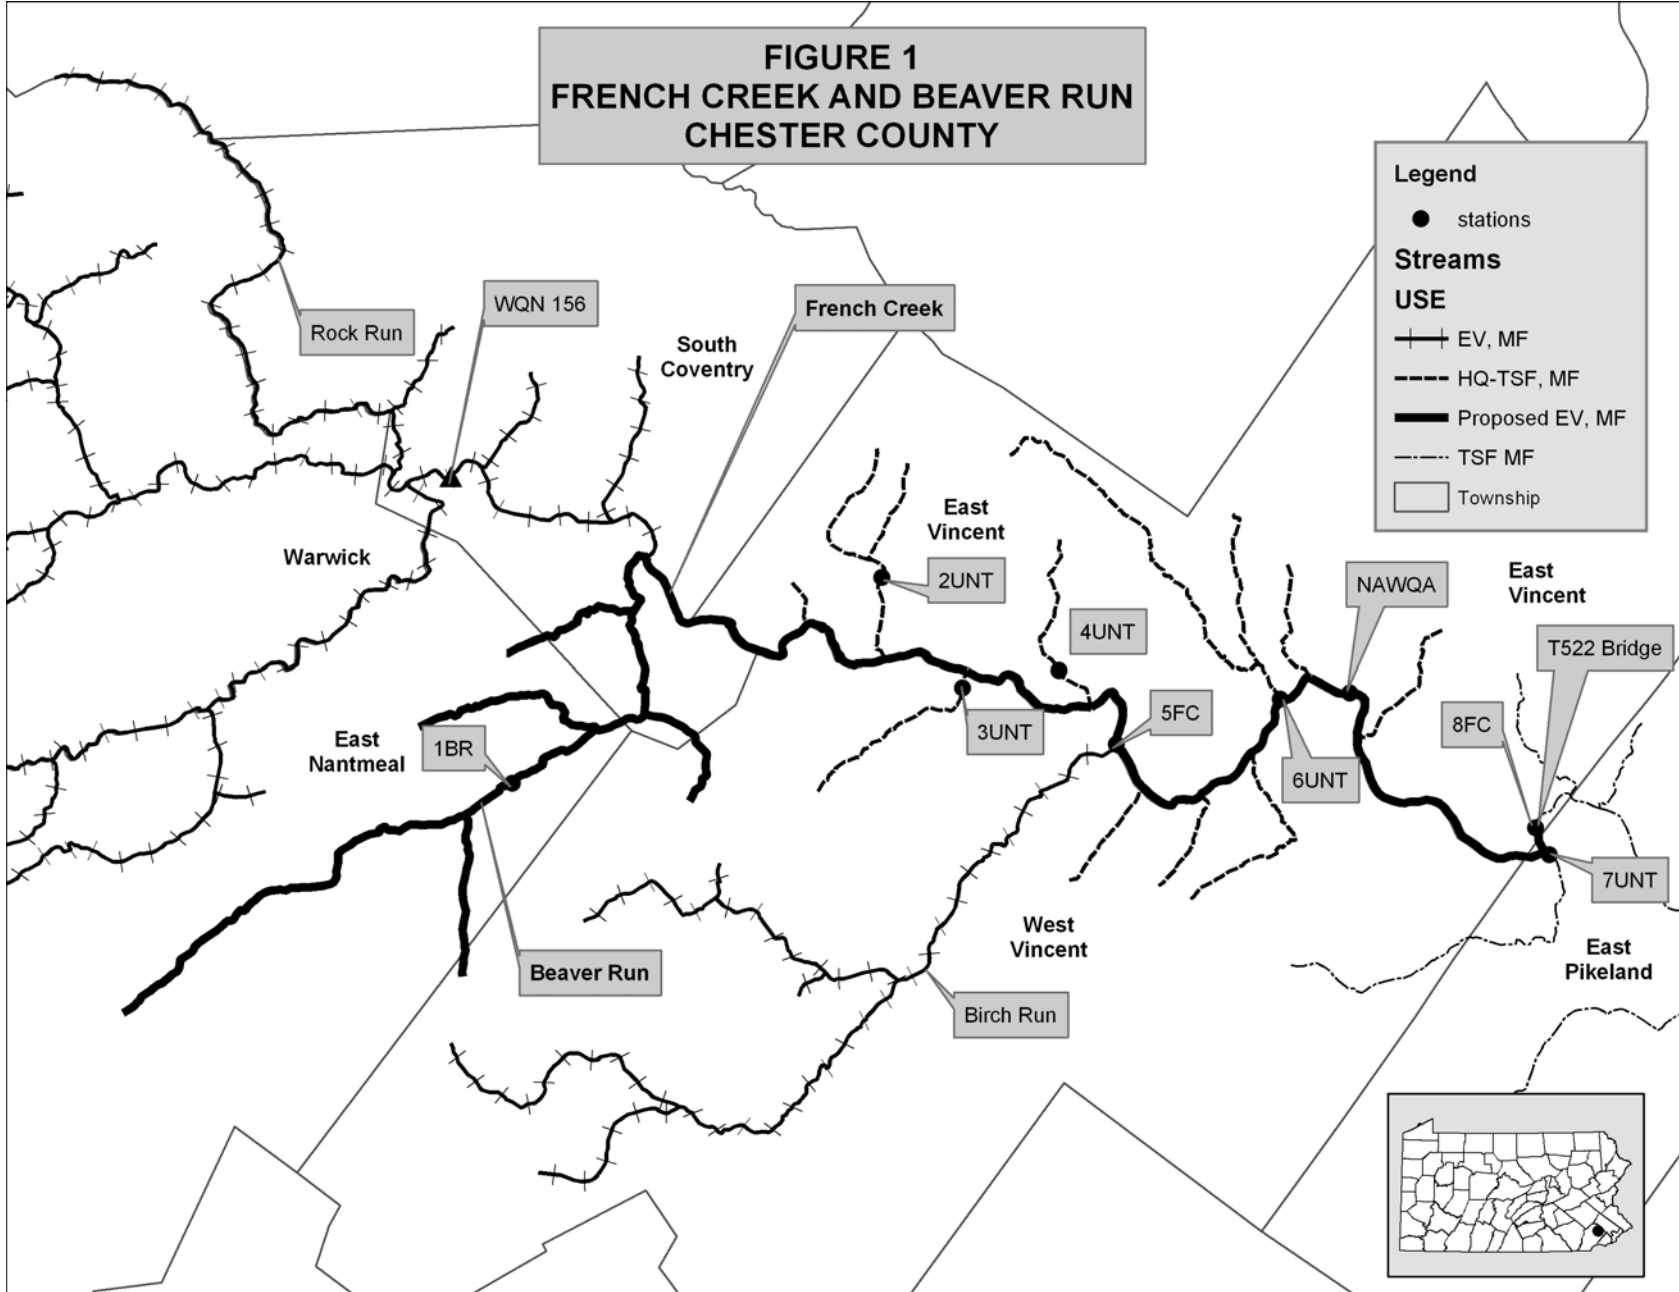 FIGURE 1
FRENCH CREEK AND BEAVER RUN
CHESTER COUNTY
Legend
stations
Streams
USE
EV, MF
HQ-TSF, MF
Proposed EV, MF
TSF MF
Township
WQN 156
French Creek
Rock Run
South
Coventry
East
Vincent
Warwick
2UNT
NAWQA
East
Vincent
4UNT
T522 Bridge
5FC
8FC
3UNT
East
Nantmeal
1BR
6UNT
7UNT
West
Vincent
East
Pikeland
Beaver Run
Birch Run